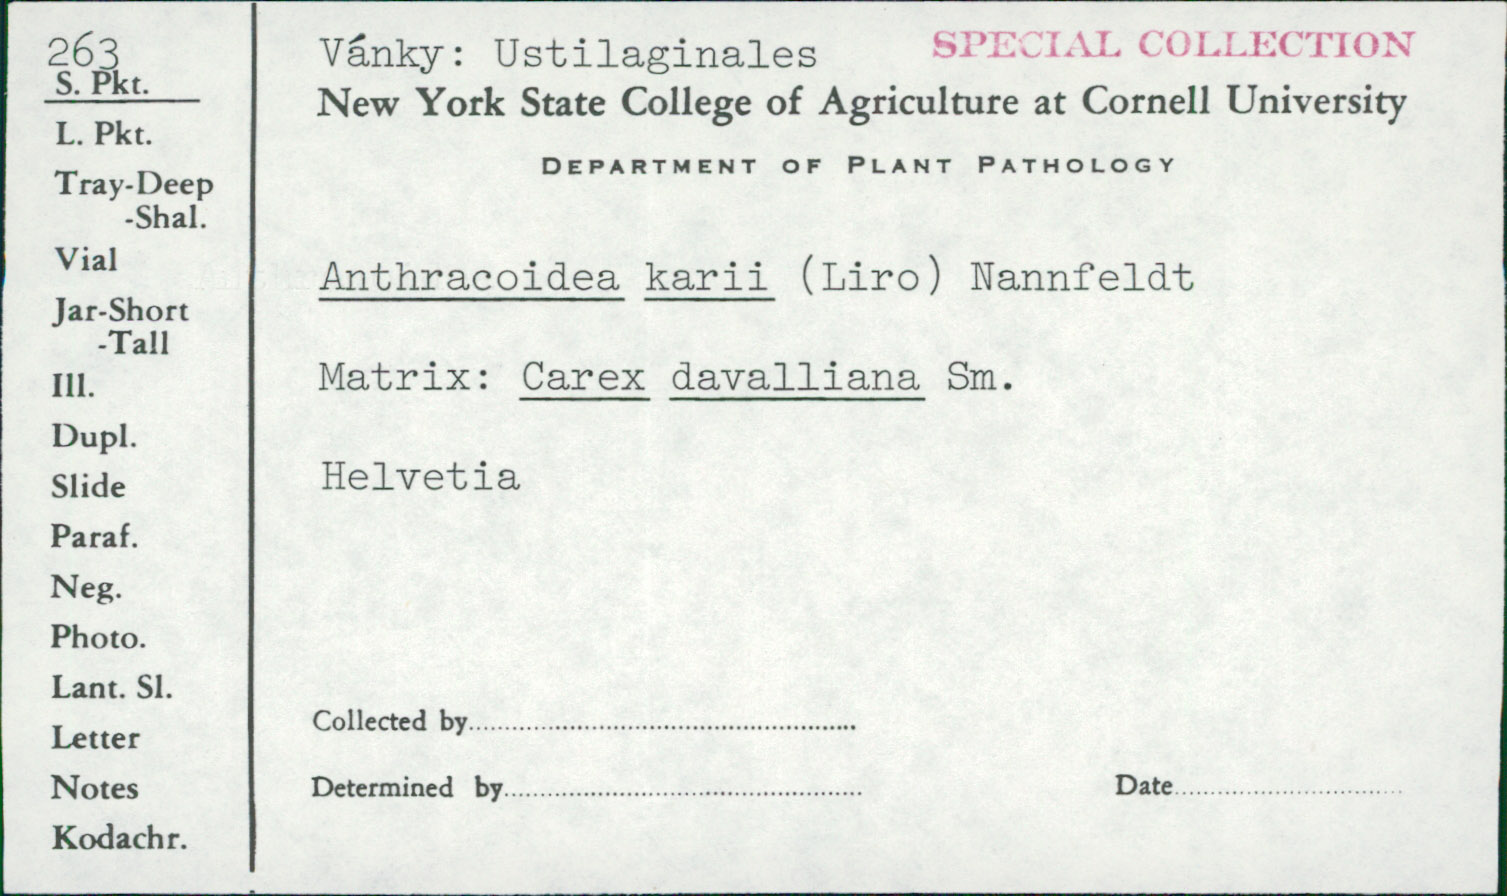 263
S. Pkt.
L. Pkt.
Tray-Deep
-Shal.
Vial
Jar-Short
-Tall
Ill.
Dupl.
Slide
Paraf.
Neg.
Photo.
Lant. Sl.
Letter
Notes
Kodachr.
Vánky: Ustilaginales SPECIAL COLLECTION
New York State College of Agriculture at Cornell University
DEPARTMENT OF PLANT PATHOLOGY
Anthracoidea karii (Liro) Nannfeldt
Matrix: Carex davalliana Sm.
Helvetia
Collected by
Determined by Date